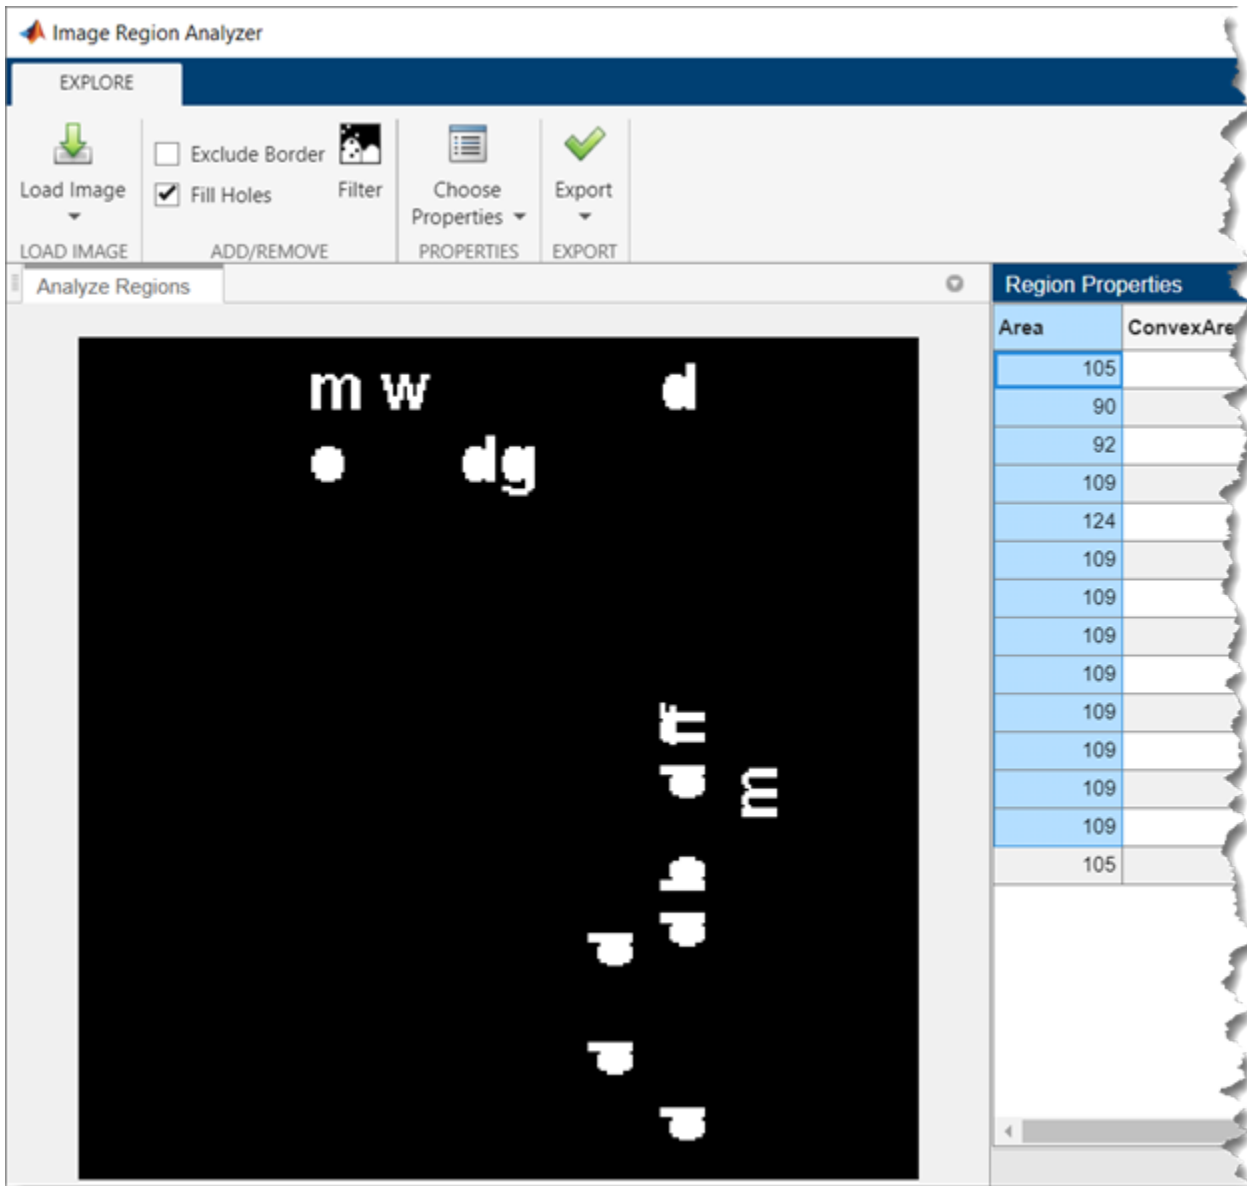 Image Region Analyzer
EXPLORE
Load Image
Exclude Border
Fill Holes
Filter
Choose
Properties
Export
LOAD IMAGE ADD/REMOVE PROPERTIES EXPORT
Analyze Regions
m w d
o dg
m
d
d
d
d
d
Region Properties
Area ConvexAre
105
90
92
109
124
109
109
109
109
109
109
109
109
105